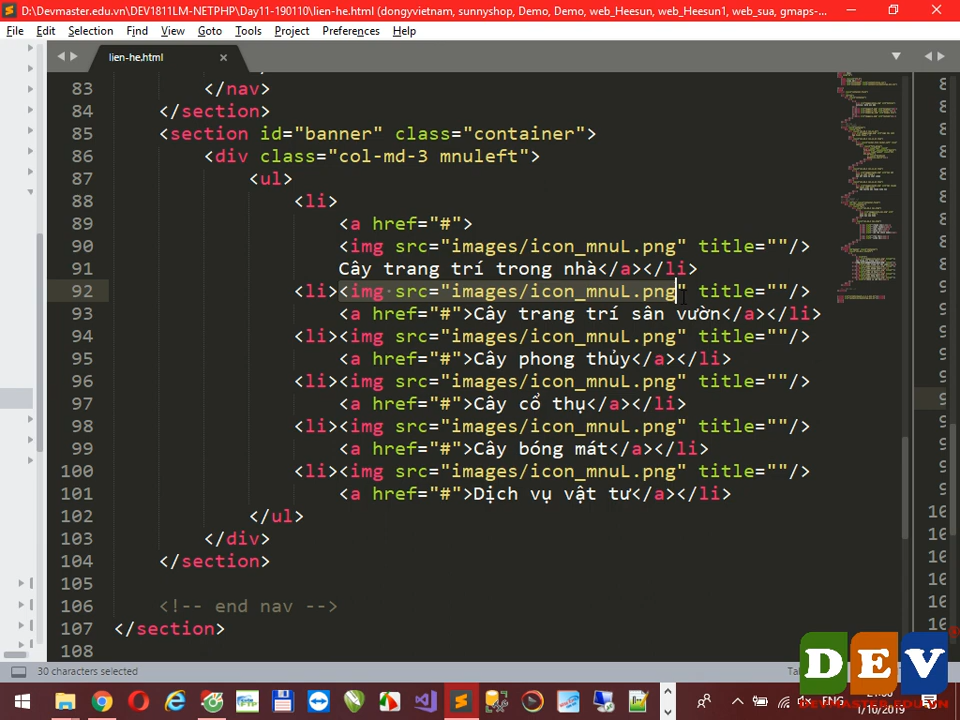 D:\Devmaster.edu.vn\DEV1811LM-NETPHP\Day11-190110\lien-he.html (dongyvietnam, sunnyshop, Demo, Demo, web_Heesun, web_Heesun1, web_sua, gmaps-...
File Edit Selection Find View Goto Tools Project Preferences Help
lien-he.html
83 </nav>
84 </section>
85 <section id="banner" class="container">
86 <div class="col-md-3 mnuleft">
87 <ul>
88 <li>
89 <a href="#">
90 <img src="images/icon_mnuL.png" title=""/>
91 Cây trang trí trong nhà</a></li>
92 <li><img src="images/icon_mnuL.png" title=""/>
93 <a href="#">Cây trang trí sân vườn</a></li>
94 <li><img src="images/icon_mnuL.png" title=""/>
95 <a href="#">Cây phong thủy</a></li>
96 <li><img src="images/icon_mnuL.png" title=""/>
97 <a href="#">Cây cổ thụ</a></li>
98 <li><img src="images/icon_mnuL.png" title=""/>
99 <a href="#">Cây bóng mát</a></li>
100 <li><img src="images/icon_mnuL.png" title=""/>
101 <a href="#">Dịch vụ vật tư</a></li>
102 </ul>
103 </div>
104 </section>
105
106 <!-- end nav -->
107 </section>
108
30 characters selected
DEV
ENG
1/10/2019